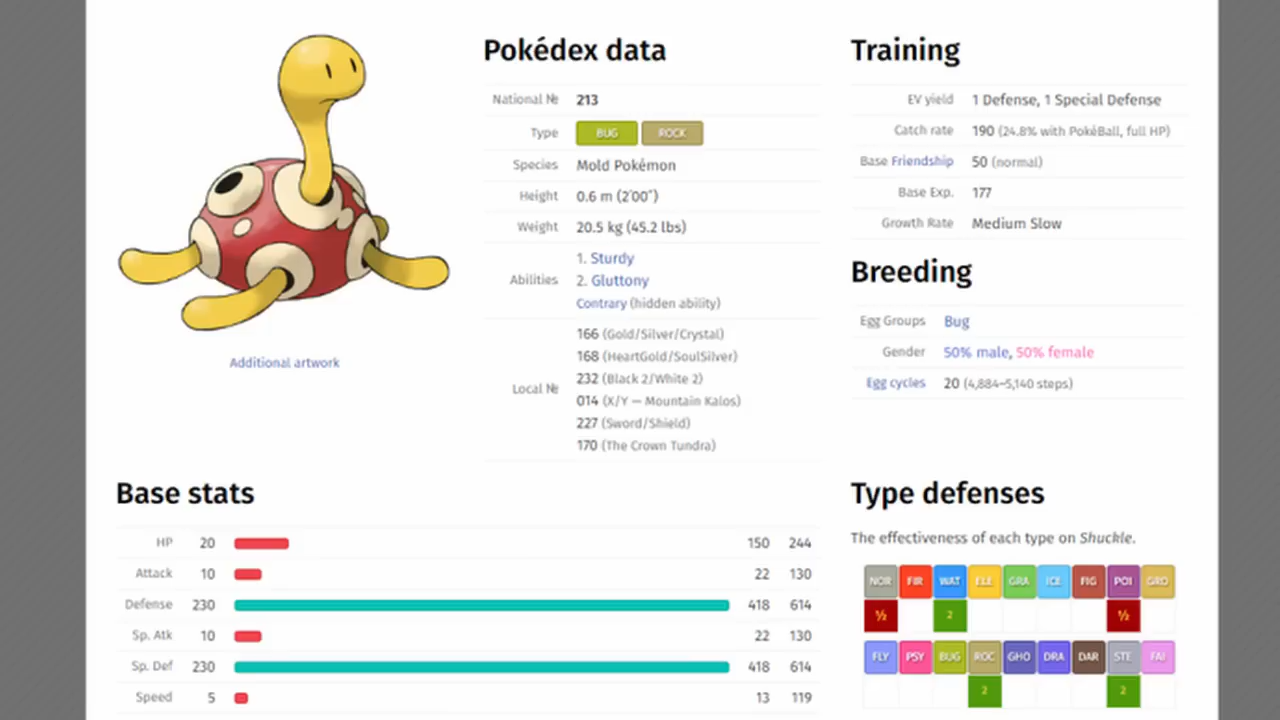 Pokédex data
National № 213
Type BUG ROCK
Species Mold Pokémon
Height 0.6 m (2′00″)
Weight 20.5 kg (45.2 lbs)
Abilities 1. Sturdy
2. Gluttony
Contrary (hidden ability)
Local № 166 (Gold/Silver/Crystal)
168 (HeartGold/SoulSilver)
232 (Black 2/White 2)
014 (X/Y — Mountain Kalos)
227 (Sword/Shield)
170 (The Crown Tundra)
Additional artwork
Training
EV yield 1 Defense, 1 Special Defense
Catch rate 190 (24.8% with PokéBall, full HP)
Base Friendship 50 (normal)
Base Exp. 177
Growth Rate Medium Slow
Breeding
Egg Groups Bug
Gender 50% male, 50% female
Egg cycles 20 (4,884–5,140 steps)
Base stats
HP 20 150 244
Attack 10 22 130
Defense 230 418 614
Sp. Atk 10 22 130
Sp. Def 230 418 614
Speed 5 13 119
Type defenses
The effectiveness of each type on Shuckle.
NOR FIR WAT ELE GRA ICE FIG POI GRO
½ 2 ½
FLY PSY BUG ROC GHO DRA DAR STE FAI
2 2